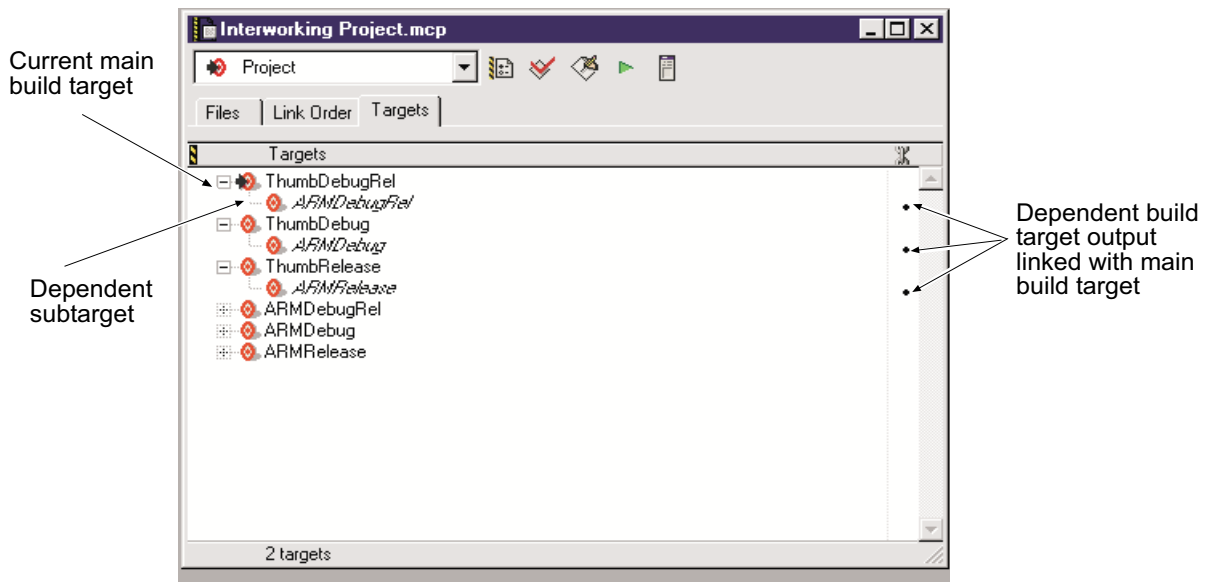 Interworking Project.mcp
Current main
build target
Project
Files
Link Order
Targets
Targets
ThumbDebugRel
ARMDebugRel
ThumbDebug
ARMDebug
ThumbRelease
ARMRelease
ARMDebugRel
ARMDebug
ARMRelease
Dependent
subtarget
Dependent build
target output
linked with main
build target
2 targets